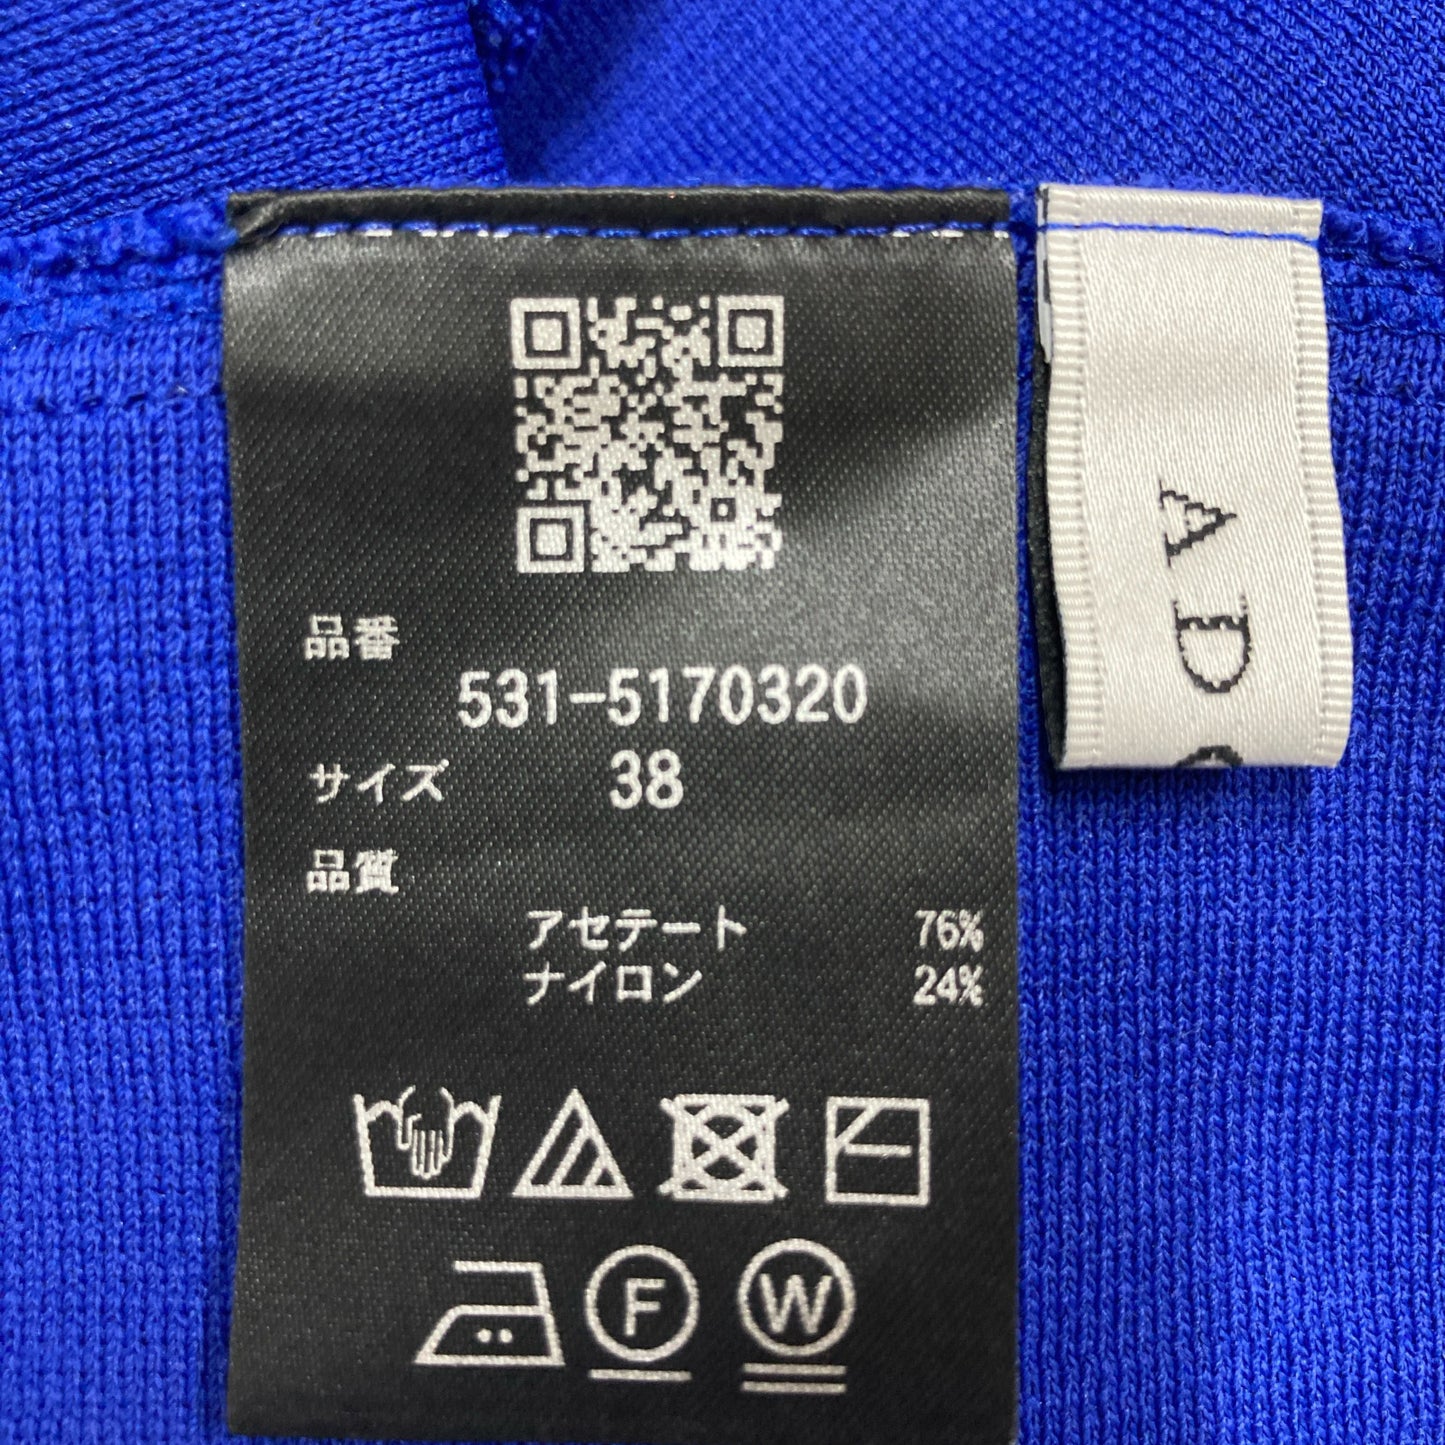 品番
531-5170320
サイズ 38
品質
アセテート 76%
ナイロン 24%
F W
A D